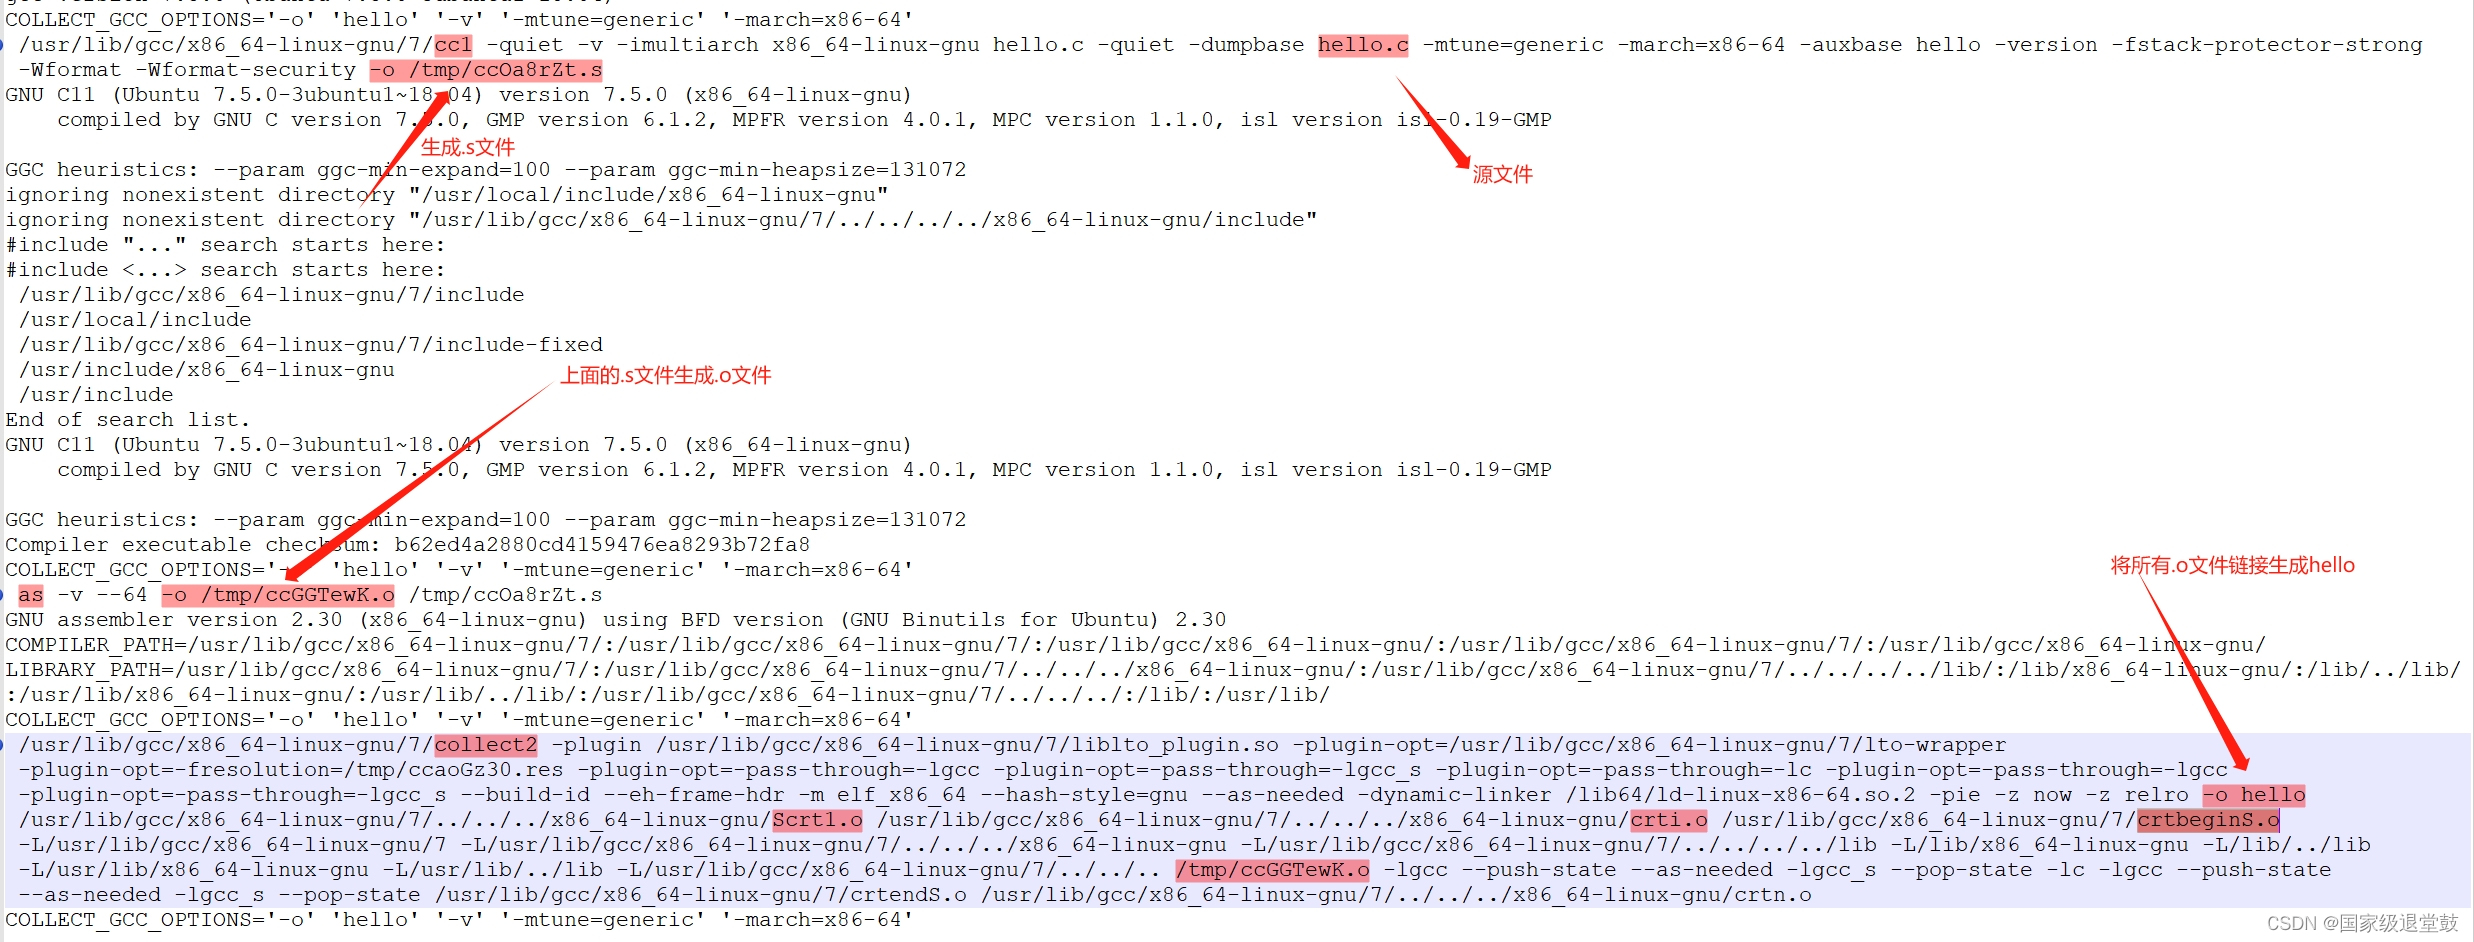 COLLECT_GCC_OPTIONS='-o' 'hello' '-v' '-mtune=generic' '-march=x86-64'
/usr/lib/gcc/x86_64-linux-gnu/7/cc1 -quiet -v -imultiarch x86_64-linux-gnu hello.c -quiet -dumpbase hello.c -mtune=generic -march=x86-64 -auxbase hello -version -fstack-protector-strong
-Wformat -Wformat-security -o /tmp/ccOa8rZt.s
GNU C11 (Ubuntu 7.5.0-3ubuntu1~18.04) version 7.5.0 (x86_64-linux-gnu)
compiled by GNU C version 7.5.0, GMP version 6.1.2, MPFR version 4.0.1, MPC version 1.1.0, isl version isl-0.19-GMP
生成.s文件
源文件
GGC heuristics: --param ggc-min-expand=100 --param ggc-min-heapsize=131072
ignoring nonexistent directory "/usr/local/include/x86_64-linux-gnu"
ignoring nonexistent directory "/usr/lib/gcc/x86_64-linux-gnu/7/../../../../x86_64-linux-gnu/include"
#include "..." search starts here:
#include <...> search starts here:
/usr/lib/gcc/x86_64-linux-gnu/7/include
/usr/local/include
/usr/lib/gcc/x86_64-linux-gnu/7/include-fixed
/usr/include/x86_64-linux-gnu
上面的.s文件生成.o文件
/usr/include
End of search list.
GNU C11 (Ubuntu 7.5.0-3ubuntu1~18.04) version 7.5.0 (x86_64-linux-gnu)
compiled by GNU C version 7.5.0, GMP version 6.1.2, MPFR version 4.0.1, MPC version 1.1.0, isl version isl-0.19-GMP
GGC heuristics: --param ggc-min-expand=100 --param ggc-min-heapsize=131072
Compiler executable checksum: b62ed4a2880cd4159476ea8293b72fa8
COLLECT_GCC_OPTIONS='-o' 'hello' '-v' '-mtune=generic' '-march=x86-64'
将所有.o文件链接生成hello
as -v --64 -o /tmp/ccGGTewK.o /tmp/ccOa8rZt.s
GNU assembler version 2.30 (x86_64-linux-gnu) using BFD version (GNU Binutils for Ubuntu) 2.30
COMPILER_PATH=/usr/lib/gcc/x86_64-linux-gnu/7/:/usr/lib/gcc/x86_64-linux-gnu/7/:/usr/lib/gcc/x86_64-linux-gnu/:/usr/lib/gcc/x86_64-linux-gnu/7/:/usr/lib/gcc/x86_64-linux-gnu/
LIBRARY_PATH=/usr/lib/gcc/x86_64-linux-gnu/7/:/usr/lib/gcc/x86_64-linux-gnu/7/../../../x86_64-linux-gnu/:/usr/lib/gcc/x86_64-linux-gnu/7/../../../../lib/:/lib/x86_64-linux-gnu/:/lib/../lib/
:/usr/lib/x86_64-linux-gnu/:/usr/lib/../lib/:/usr/lib/gcc/x86_64-linux-gnu/7/../../../:/lib/:/usr/lib/
COLLECT_GCC_OPTIONS='-o' 'hello' '-v' '-mtune=generic' '-march=x86-64'
/usr/lib/gcc/x86_64-linux-gnu/7/collect2 -plugin /usr/lib/gcc/x86_64-linux-gnu/7/liblto_plugin.so -plugin-opt=/usr/lib/gcc/x86_64-linux-gnu/7/lto-wrapper
-plugin-opt=-fresolution=/tmp/ccaoGz30.res -plugin-opt=-pass-through=-lgcc -plugin-opt=-pass-through=-lgcc_s -plugin-opt=-pass-through=-lc -plugin-opt=-pass-through=-lgcc
-plugin-opt=-pass-through=-lgcc_s --build-id --eh-frame-hdr -m elf_x86_64 --hash-style=gnu --as-needed -dynamic-linker /lib64/ld-linux-x86-64.so.2 -pie -z now -z relro -o hello
/usr/lib/gcc/x86_64-linux-gnu/7/../../../x86_64-linux-gnu/Scrt1.o /usr/lib/gcc/x86_64-linux-gnu/7/../../../x86_64-linux-gnu/crti.o /usr/lib/gcc/x86_64-linux-gnu/7/crtbeginS.o
-L/usr/lib/gcc/x86_64-linux-gnu/7 -L/usr/lib/gcc/x86_64-linux-gnu/7/../../../x86_64-linux-gnu -L/usr/lib/gcc/x86_64-linux-gnu/7/../../../../lib -L/lib/x86_64-linux-gnu -L/lib/../lib
-L/usr/lib/x86_64-linux-gnu -L/usr/lib/../lib -L/usr/lib/gcc/x86_64-linux-gnu/7/../../.. /tmp/ccGGTewK.o -lgcc --push-state --as-needed -lgcc_s --pop-state -lc -lgcc --push-state
--as-needed -lgcc_s --pop-state /usr/lib/gcc/x86_64-linux-gnu/7/crtendS.o /usr/lib/gcc/x86_64-linux-gnu/7/../../../x86_64-linux-gnu/crtn.o
COLLECT_GCC_OPTIONS='-o' 'hello' '-v' '-mtune=generic' '-march=x86-64'
CSDN @国家级退堂鼓